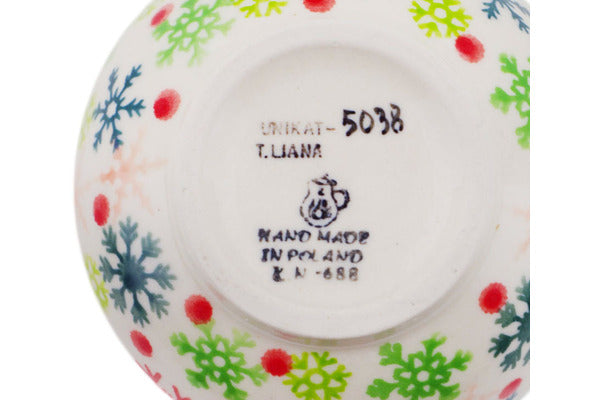 UNIKAT-5038
T.LIANA
HAND MADE
IN POLAND
K.N-688